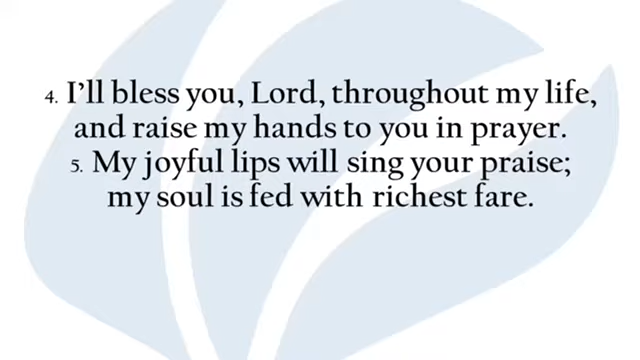 4. I'll bless you, Lord, throughout my life,
and raise my hands to you in prayer.
5. My joyful lips will sing your praise;
my soul is fed with richest fare.